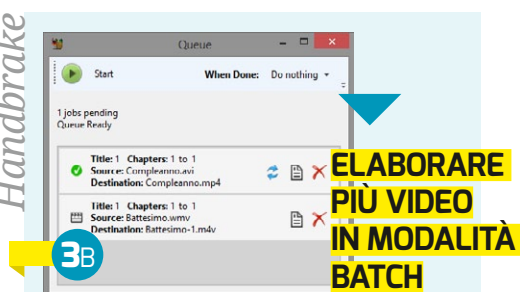 Handbrake
Queue
Start
When Done: Do nothing
1 jobs pending
Queue Ready
Title: 1 Chapters: 1 to 1
Source: Compleanno.avi
Destination: Compleanno.mp4
Title: 1 Chapters: 1 to 1
Source: Battesimo.wmv
Destination: Battesimo-1.m4v
3B
ELABORARE
PIÙ VIDEO
IN MODALITÀ
BATCH